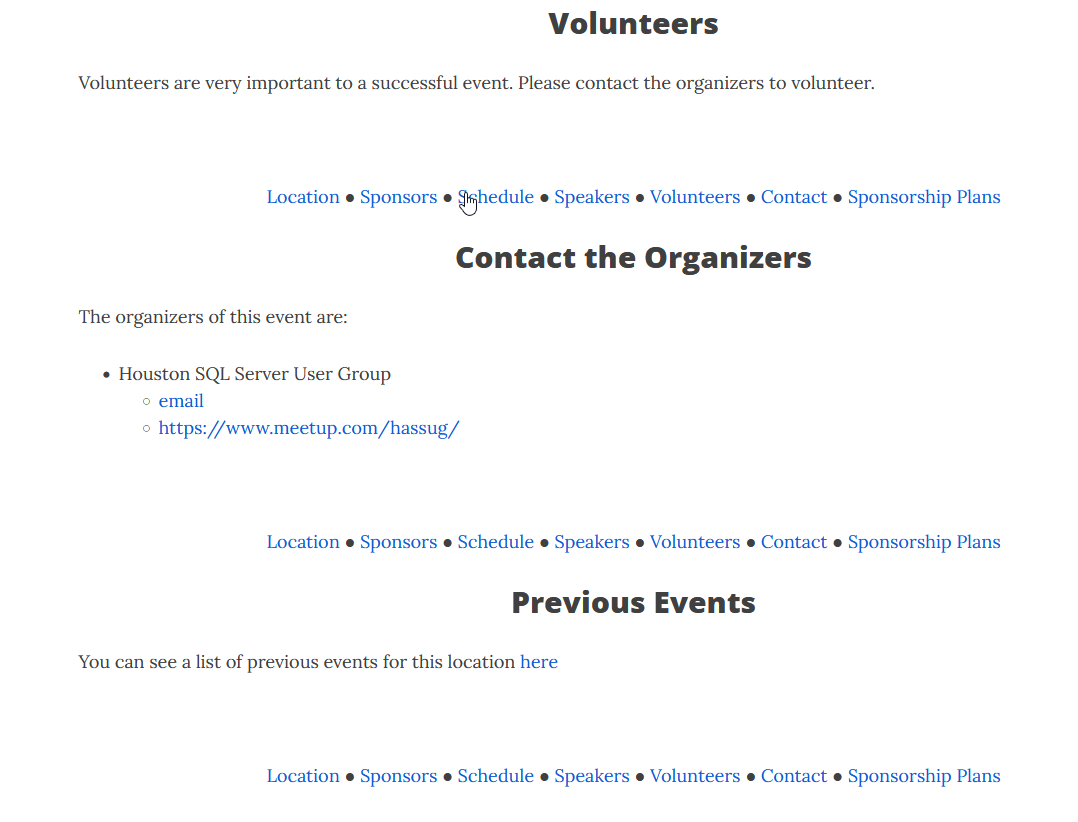 Volunteers
Volunteers are very important to a successful event. Please contact the organizers to volunteer.
Location ● Sponsors ● Schedule ● Speakers ● Volunteers ● Contact ● Sponsorship Plans
Contact the Organizers
The organizers of this event are:
• Houston SQL Server User Group
○ email
○ https://www.meetup.com/hassug/
Location ● Sponsors ● Schedule ● Speakers ● Volunteers ● Contact ● Sponsorship Plans
Previous Events
You can see a list of previous events for this location here
Location ● Sponsors ● Schedule ● Speakers ● Volunteers ● Contact ● Sponsorship Plans